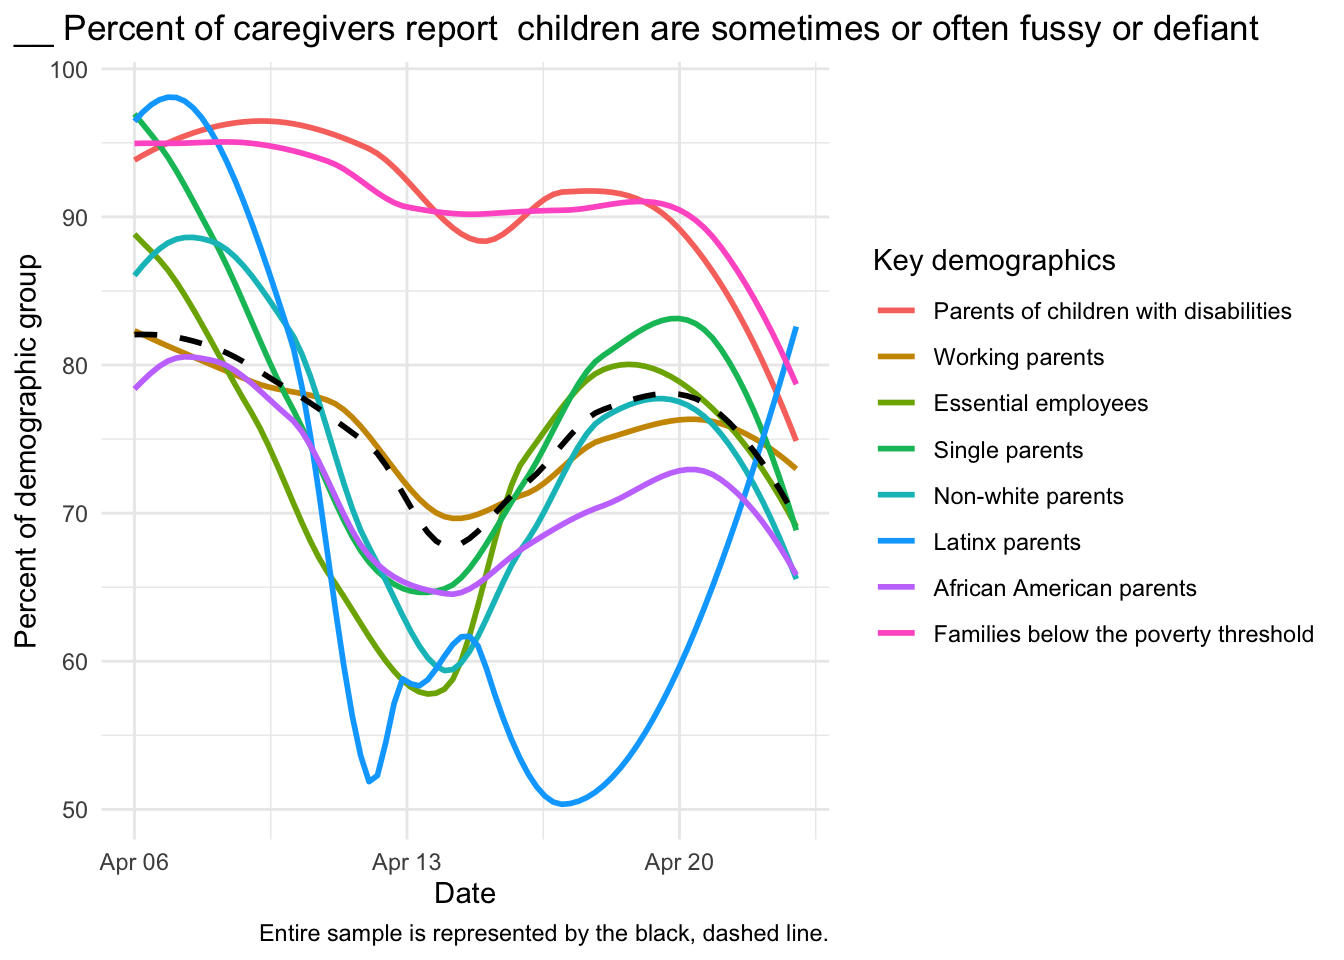 __ Percent of caregivers report  children are sometimes or often fussy or defiant
100
90
80
70
60
50
Percent of demographic group
Apr 06
Apr 13
Apr 20
Date
Key demographics
Parents of children with disabilities
Working parents
Essential employees
Single parents
Non-white parents
Latinx parents
African American parents
Families below the poverty threshold
Entire sample is represented by the black, dashed line.